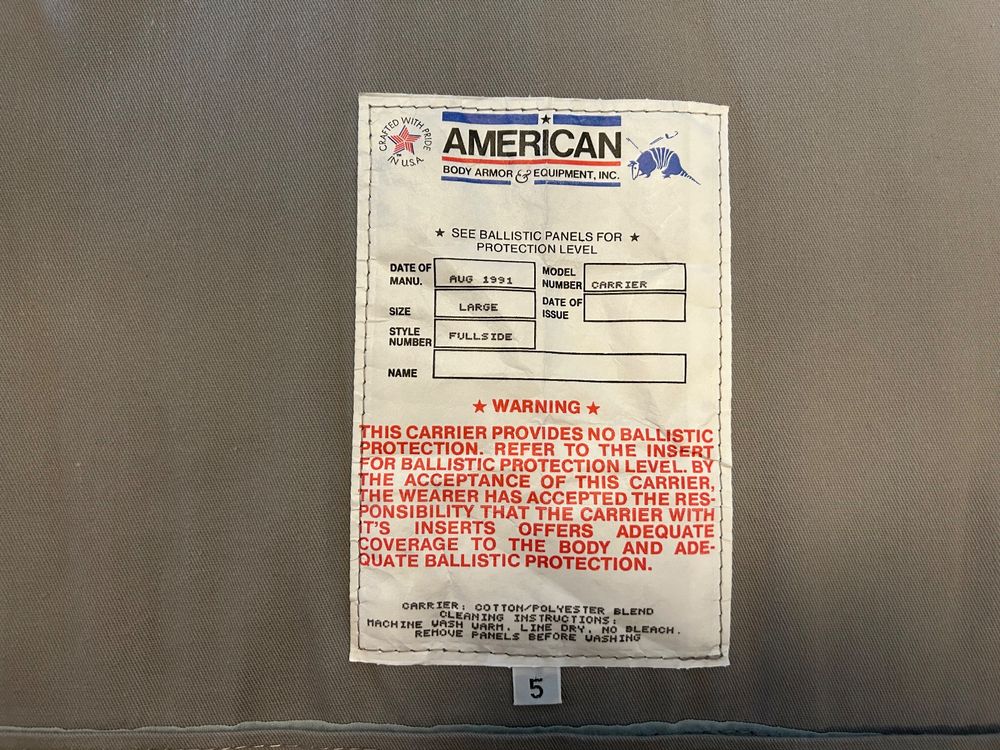 CRAFTED WITH PRIDE
IN U.S.A.
TM
AMERICAN
BODY ARMOR & EQUIPMENT, INC.
★ SEE BALLISTIC PANELS FOR ★
PROTECTION LEVEL
DATE OF MANU. AUG 1991
MODEL NUMBER CARRIER
SIZE LARGE
DATE OF ISSUE
STYLE NUMBER FULLSIDE
NAME
★ WARNING ★
THIS CARRIER PROVIDES NO BALLISTIC
PROTECTION. REFER TO THE INSERT
FOR BALLISTIC PROTECTION LEVEL. BY
THE ACCEPTANCE OF THIS CARRIER,
THE WEARER HAS ACCEPTED THE RES-
PONSIBILITY THAT THE CARRIER WITH
IT'S INSERTS OFFERS ADEQUATE
COVERAGE TO THE BODY AND ADE-
QUATE BALLISTIC PROTECTION.
CARRIER: COTTON/POLYESTER BLEND
CLEANING INSTRUCTIONS:
MACHINE WASH WARM. LINE DRY. NO BLEACH.
REMOVE PANELS BEFORE WASHING
5